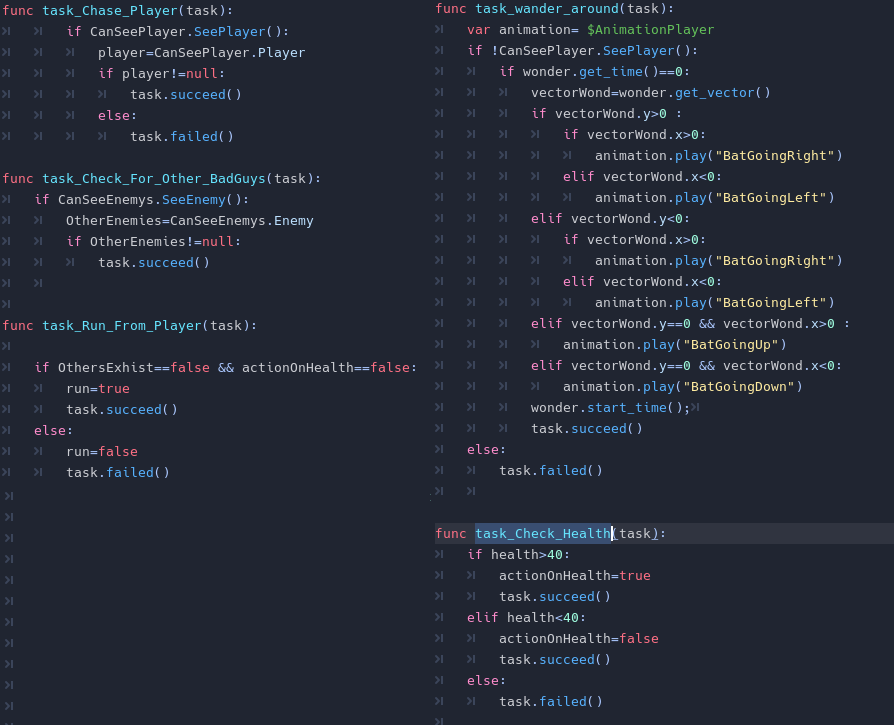 func task_Chase_Player(task):
		if CanSeePlayer.SeePlayer():
			player=CanSeePlayer.Player
			if player!=null:
				task.succeed()
			else:
				task.failed()

func task_Check_For_Other_BadGuys(task):
	if CanSeeEnemys.SeeEnemy():
		OtherEnemies=CanSeeEnemys.Enemy
		if OtherEnemies!=null:
			task.succeed()

func task_Run_From_Player(task):

	if OthersExhist==false && actionOnHealth==false:
		run=true
		task.succeed()
	else:
		run=false
		task.failed()

func task_wander_around(task):
	var animation= $AnimationPlayer
	if !CanSeePlayer.SeePlayer():
		if wonder.get_time()==0:
			vectorWond=wonder.get_vector()
			if vectorWond.y>0 :
				if vectorWond.x>0:
					animation.play("BatGoingRight")
				elif vectorWond.x<0:
					animation.play("BatGoingLeft")
			elif vectorWond.y<0:
				if vectorWond.x>0:
					animation.play("BatGoingRight")
				elif vectorWond.x<0:
					animation.play("BatGoingLeft")
			elif vectorWond.y==0 && vectorWond.x>0 :
				animation.play("BatGoingUp")
			elif vectorWond.y==0 && vectorWond.x<0:
				animation.play("BatGoingDown")
			wonder.start_time();
			task.succeed()
	else:
		task.failed()

func task_Check_Health(task):
	if health>40:
		actionOnHealth=true
		task.succeed()
	elif health<40:
		actionOnHealth=false
		task.succeed()
	else:
		task.failed()